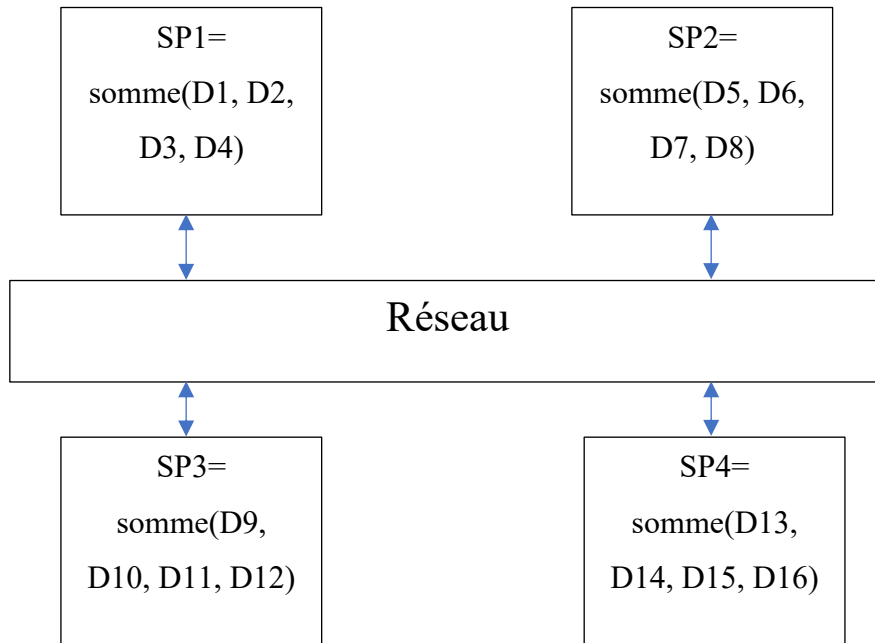 SP1=
somme(D1, D2,
D3, D4)
SP2=
somme(D5, D6,
D7, D8)
Réseau
SP3=
somme(D9,
D10, D11, D12)
SP4=
somme(D13,
D14, D15, D16)